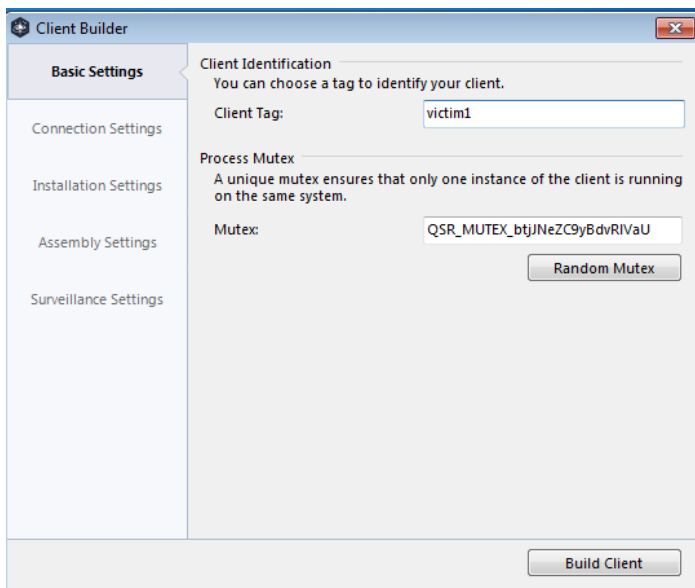 Client Builder
Basic Settings
Connection Settings
Installation Settings
Assembly Settings
Surveillance Settings
Client Identification
You can choose a tag to identify your client.
Client Tag: victim1
Process Mutex
A unique mutex ensures that only one instance of the client is running
on the same system.
Mutex: QSR_MUTEX_btjJNeZC9yBdvRIVaU
Random Mutex
Build Client